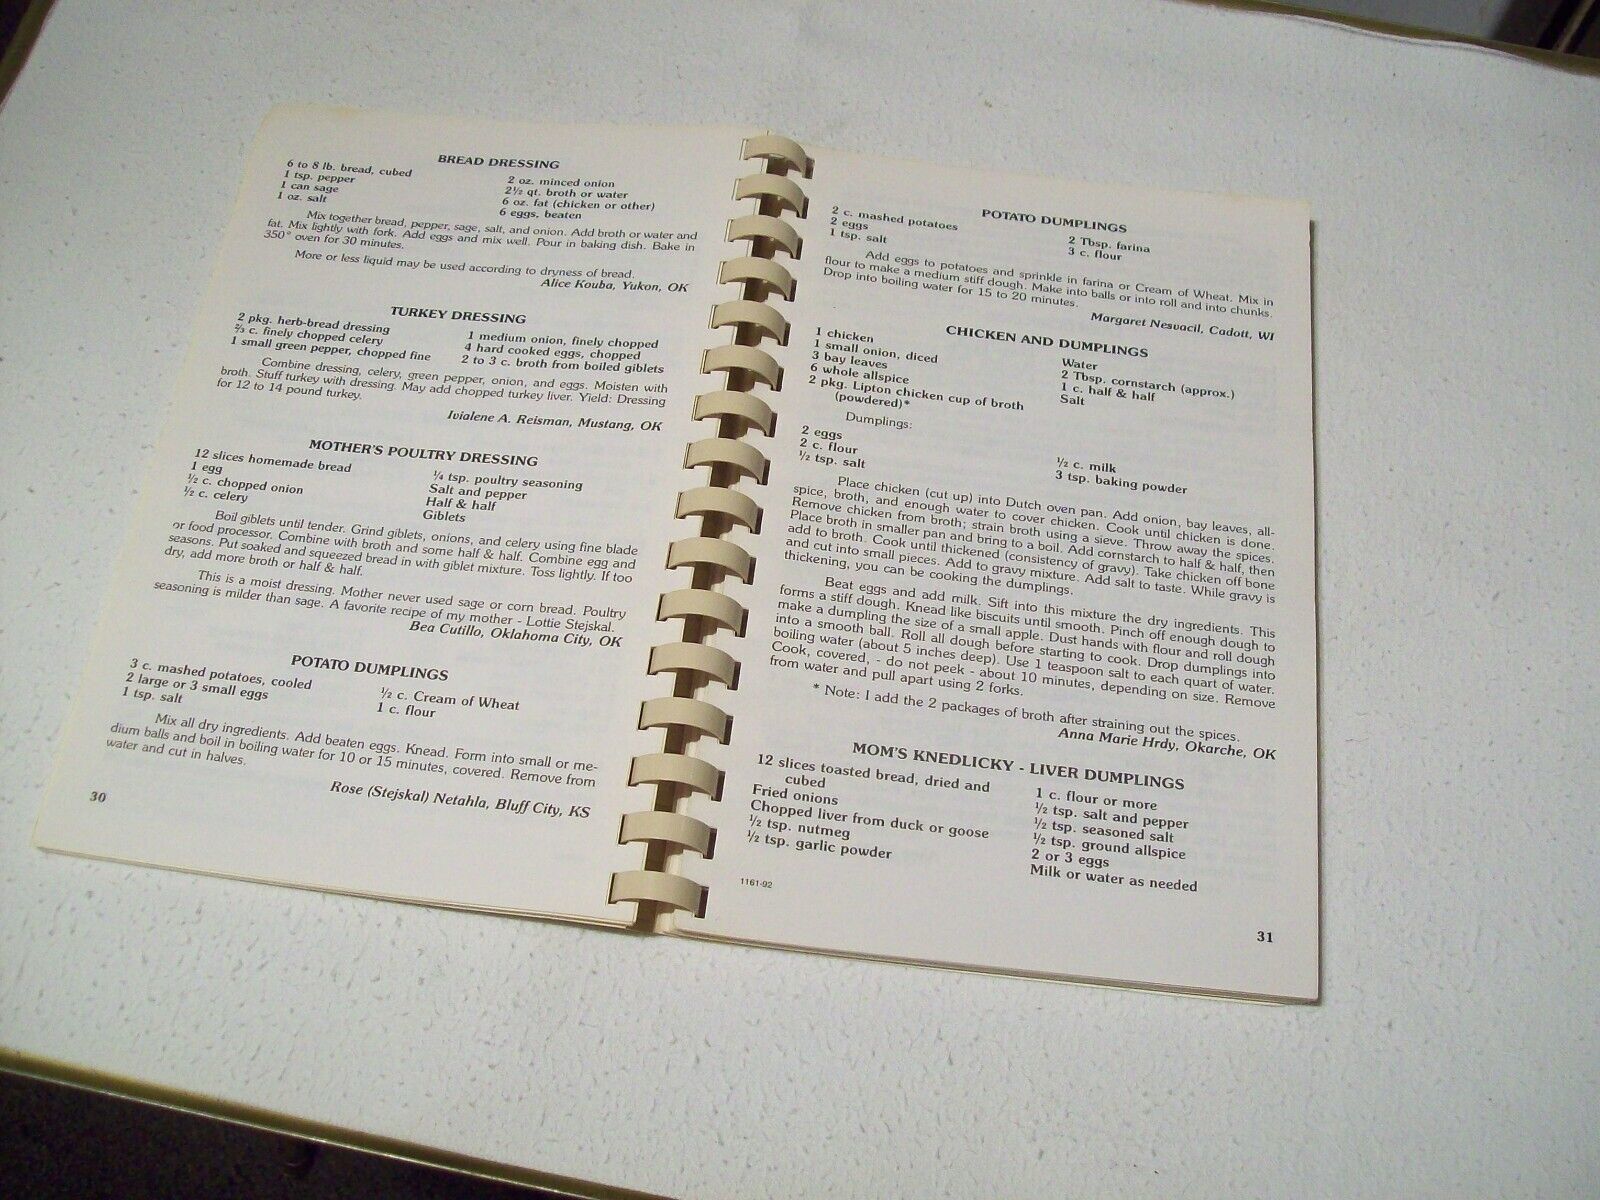 BREAD DRESSING
6 to 8 lb. bread, cubed
1 tsp. pepper
1 can sage
1 oz. salt
2 oz. minced onion
2½ qt. broth or water
6 oz. fat (chicken or other)
6 eggs, beaten
Mix together bread, pepper, sage, salt, and onion. Add broth or water and
fat. Mix lightly with fork. Add eggs and mix well. Pour in baking dish. Bake in
350° oven for 30 minutes.
More or less liquid may be used according to dryness of bread.
Alice Kouba, Yukon, OK
TURKEY DRESSING
2 pkg. herb-bread dressing
⅔ c. finely chopped celery
1 small green pepper, chopped fine
1 medium onion, finely chopped
4 hard cooked eggs, chopped
2 to 3 c. broth from boiled giblets
Combine dressing, celery, green pepper, onion, and eggs. Moisten with
broth. Stuff turkey with dressing. May add chopped turkey liver. Yield: Dressing
for 12 to 14 pound turkey.
Ivialene A. Reisman, Mustang, OK
MOTHER'S POULTRY DRESSING
12 slices homemade bread
1 egg
½ c. chopped onion
½ c. celery
¼ tsp. poultry seasoning
Salt and pepper
Half & half
Giblets
Boil giblets until tender. Grind giblets, onions, and celery using fine blade
or food processor. Combine with broth and some half & half. Combine egg and
seasons. Put soaked and squeezed bread in with giblet mixture. Toss lightly. If too
dry, add more broth or half & half.
This is a moist dressing. Mother never used sage or corn bread. Poultry
seasoning is milder than sage. A favorite recipe of my mother - Lottie Stejskal.
Bea Cutillo, Oklahoma City, OK
POTATO DUMPLINGS
3 c. mashed potatoes, cooled
2 large or 3 small eggs
1 tsp. salt
½ c. Cream of Wheat
1 c. flour
Mix all dry ingredients. Add beaten eggs. Knead. Form into small or me-
dium balls and boil in boiling water for 10 or 15 minutes, covered. Remove from
water and cut in halves.
Rose (Stejskal) Netahla, Bluff City, KS
30
POTATO DUMPLINGS
2 c. mashed potatoes
2 eggs
1 tsp. salt
2 Tbsp. farina
3 c. flour
Add eggs to potatoes and sprinkle in farina or Cream of Wheat. Mix in
flour to make a medium stiff dough. Make into balls or into roll and into chunks.
Drop into boiling water for 15 to 20 minutes.
Margaret Nesvacil, Cadott, WI
CHICKEN AND DUMPLINGS
1 chicken
1 small onion, diced
3 bay leaves
6 whole allspice
2 pkg. Lipton chicken cup of broth
(powdered)*
Water
2 Tbsp. cornstarch (approx.)
1 c. half & half
Salt
Dumplings:
2 eggs
2 c. flour
½ tsp. salt
½ c. milk
3 tsp. baking powder
Place chicken (cut up) into Dutch oven pan. Add onion, bay leaves, all-
spice, broth, and enough water to cover chicken. Cook until chicken is done.
Remove chicken from broth; strain broth using a sieve. Throw away the spices.
Place broth in smaller pan and bring to a boil. Add cornstarch to half & half, then
add to broth. Cook until thickened (consistency of gravy). Take chicken off bone
and cut into small pieces. Add to gravy mixture. Add salt to taste. While gravy is
thickening, you can be cooking the dumplings.
Beat eggs and add milk. Sift into this mixture the dry ingredients. This
forms a stiff dough. Knead like biscuits until smooth. Pinch off enough dough to
make a dumpling the size of a small apple. Dust hands with flour and roll dough
into a smooth ball. Roll all dough before starting to cook. Drop dumplings into
boiling water (about 5 inches deep). Use 1 teaspoon salt to each quart of water.
Cook, covered, - do not peek - about 10 minutes, depending on size. Remove
from water and pull apart using 2 forks.
* Note: I add the 2 packages of broth after straining out the spices.
Anna Marie Hrdy, Okarche, OK
MOM'S KNEDLICKY - LIVER DUMPLINGS
12 slices toasted bread, dried and
cubed
Fried onions
Chopped liver from duck or goose
½ tsp. nutmeg
½ tsp. garlic powder
1 c. flour or more
½ tsp. salt and pepper
½ tsp. seasoned salt
½ tsp. ground allspice
2 or 3 eggs
Milk or water as needed
1161-92
31